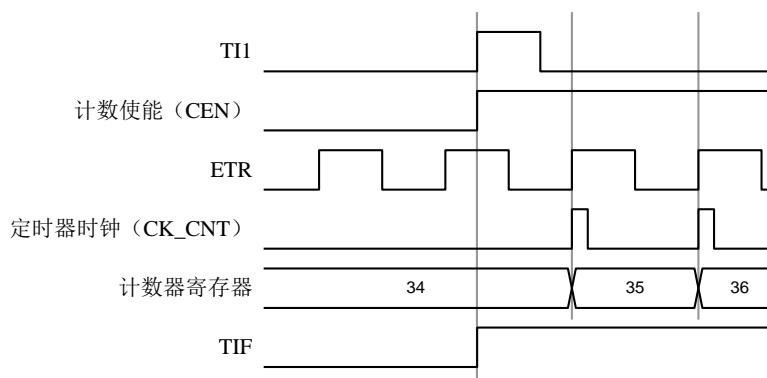 TI1
计数使能（CEN）
ETR
定时器时钟（CK_CNT）
计数器寄存器 34 35 36
TIF